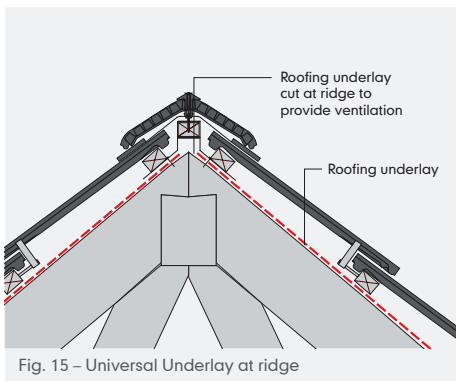 Roofing underlay
cut at ridge to
provide ventilation
Roofing underlay
Fig. 15 – Universal Underlay at ridge